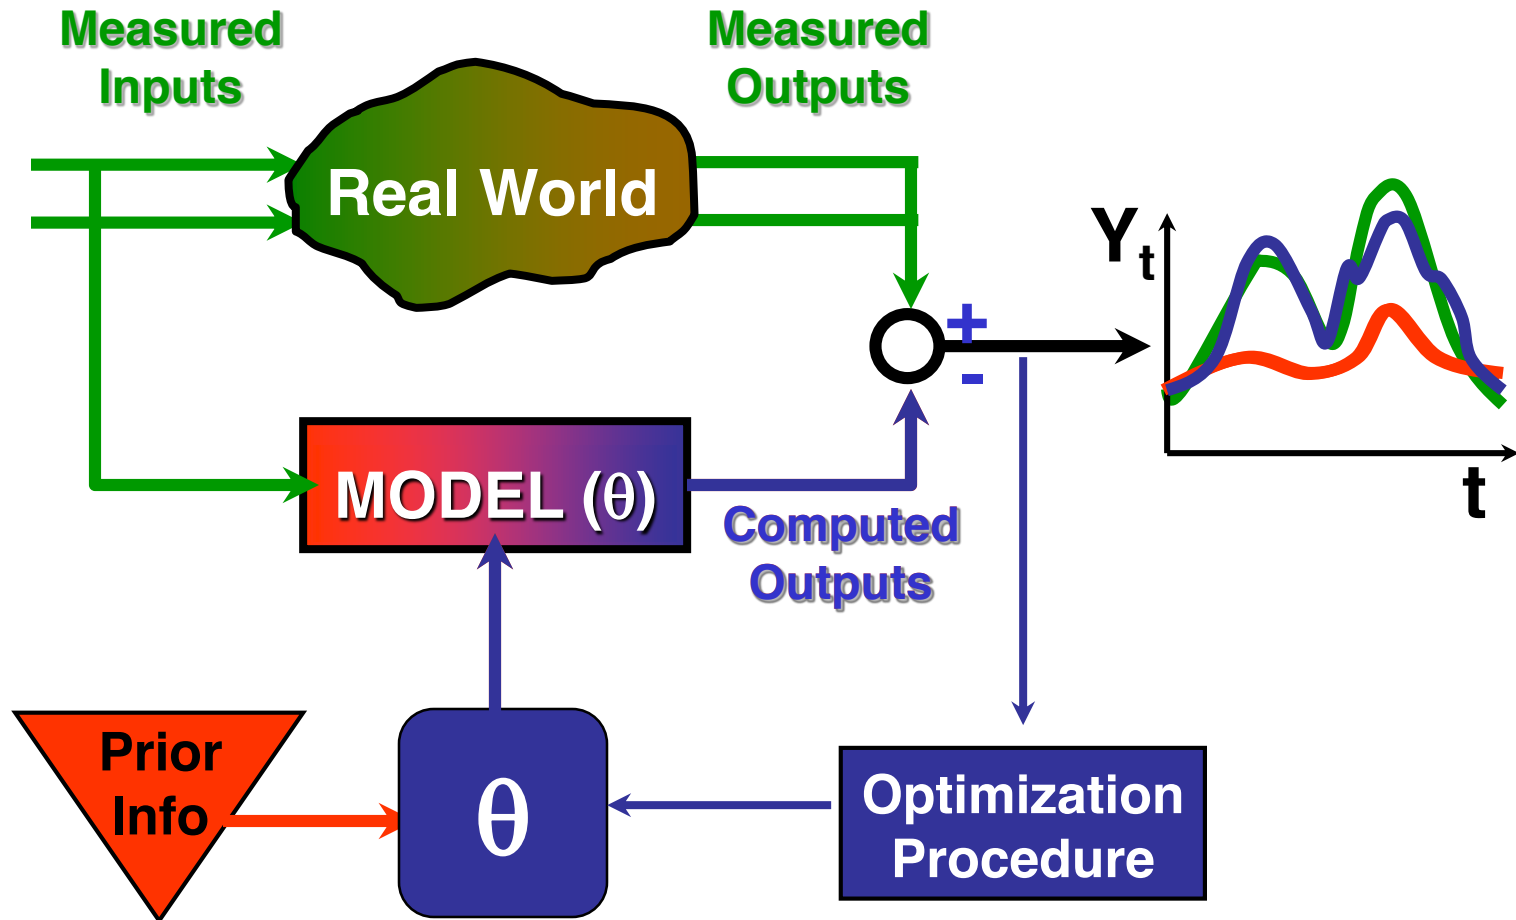 Measured
Inputs
Measured
Outputs
Real World
+
-
Yt
t
MODEL (θ)
Computed
Outputs
Prior
Info
θ
Optimization
Procedure